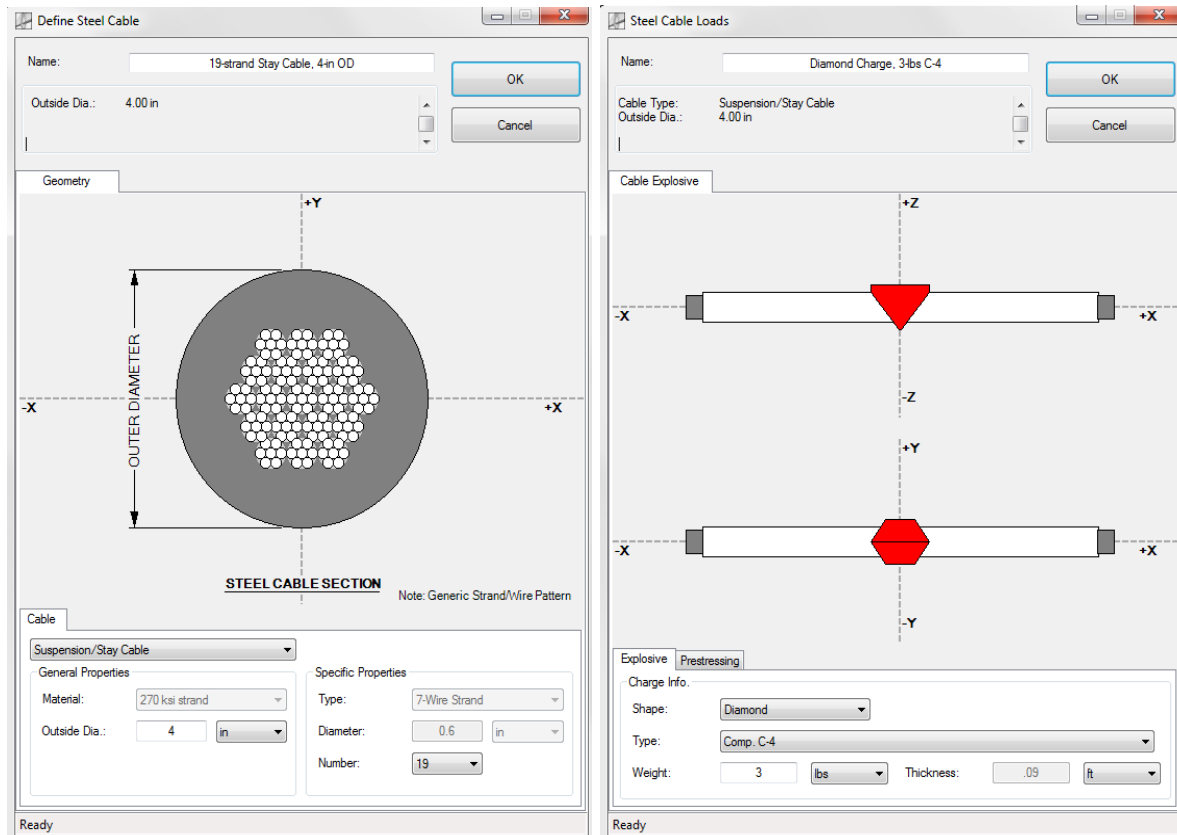 Define Steel Cable
Name: 19-strand Stay Cable, 4-in OD
OK
Outside Dia.: 4.00 in
Cancel
Geometry
+Y
OUTER DIAMETER
-X
+X
STEEL CABLE SECTION
Note: Generic Strand/Wire Pattern
Cable
Suspension/Stay Cable
General Properties
Material: 270 ksi strand
Outside Dia.: 4 in
Specific Properties
Type: 7-Wire Strand
Diameter: 0.6 in
Number: 19
Ready
Steel Cable Loads
Name: Diamond Charge, 3-lbs C-4
OK
Cable Type: Suspension/Stay Cable
Outside Dia.: 4.00 in
Cancel
Cable Explosive
+Z
-X
+X
-Z
+Y
-X
+X
-Y
Explosive Prestressing
Charge Info.
Shape: Diamond
Type: Comp. C-4
Weight: 3 lbs Thickness: .09 ft
Ready